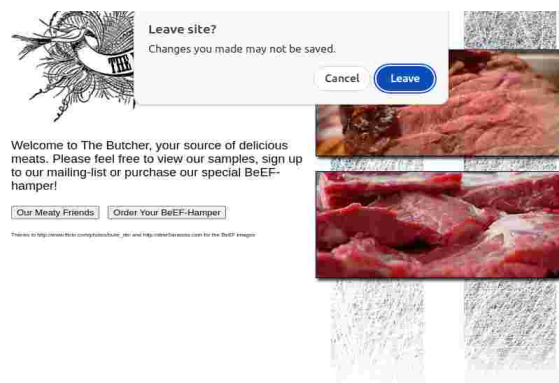 Leave site?
Changes you made may not be saved.
Cancel
Leave
THE
Welcome to The Butcher, your source of delicious
meats. Please feel free to view our samples, sign up
to our mailing-list or purchase our special BeEF-
hamper!
Our Meaty Friends
Order Your BeEF-Hamper